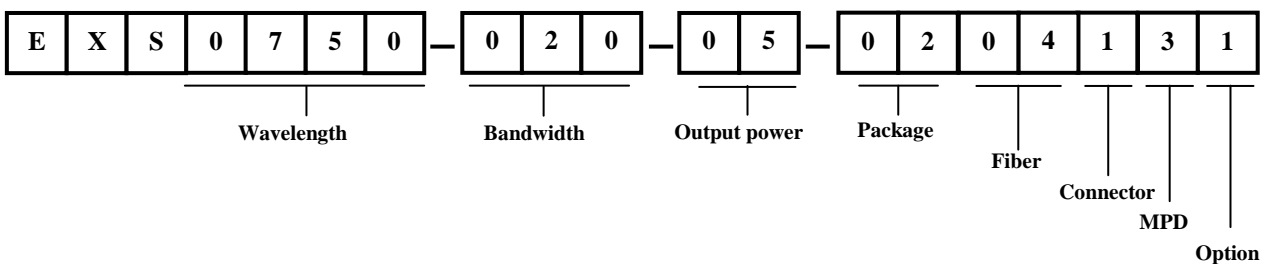 E X S 0 7 5 0 – 0 2 0 – 0 5 – 0 2 0 4 1 3 1
Wavelength Bandwidth Output power Package
Fiber
Connector
MPD
Option